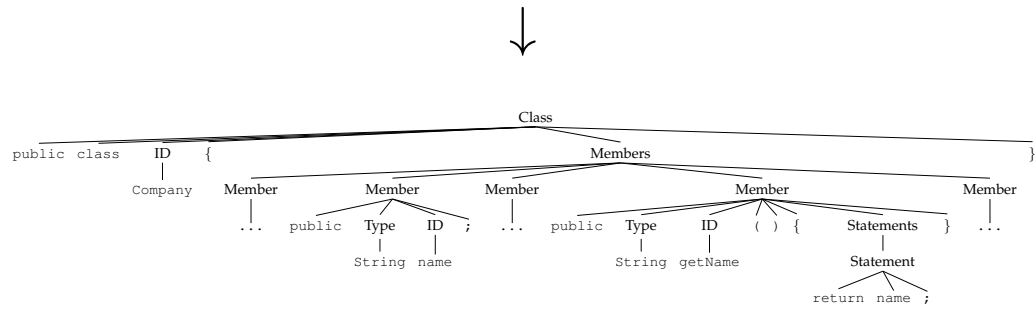 Class
public class ID { Members }
Company Member Member Member Member Member
... public Type ID ; ... public Type ID ( ) { Statements } ...
String name String getName Statement
return name ;